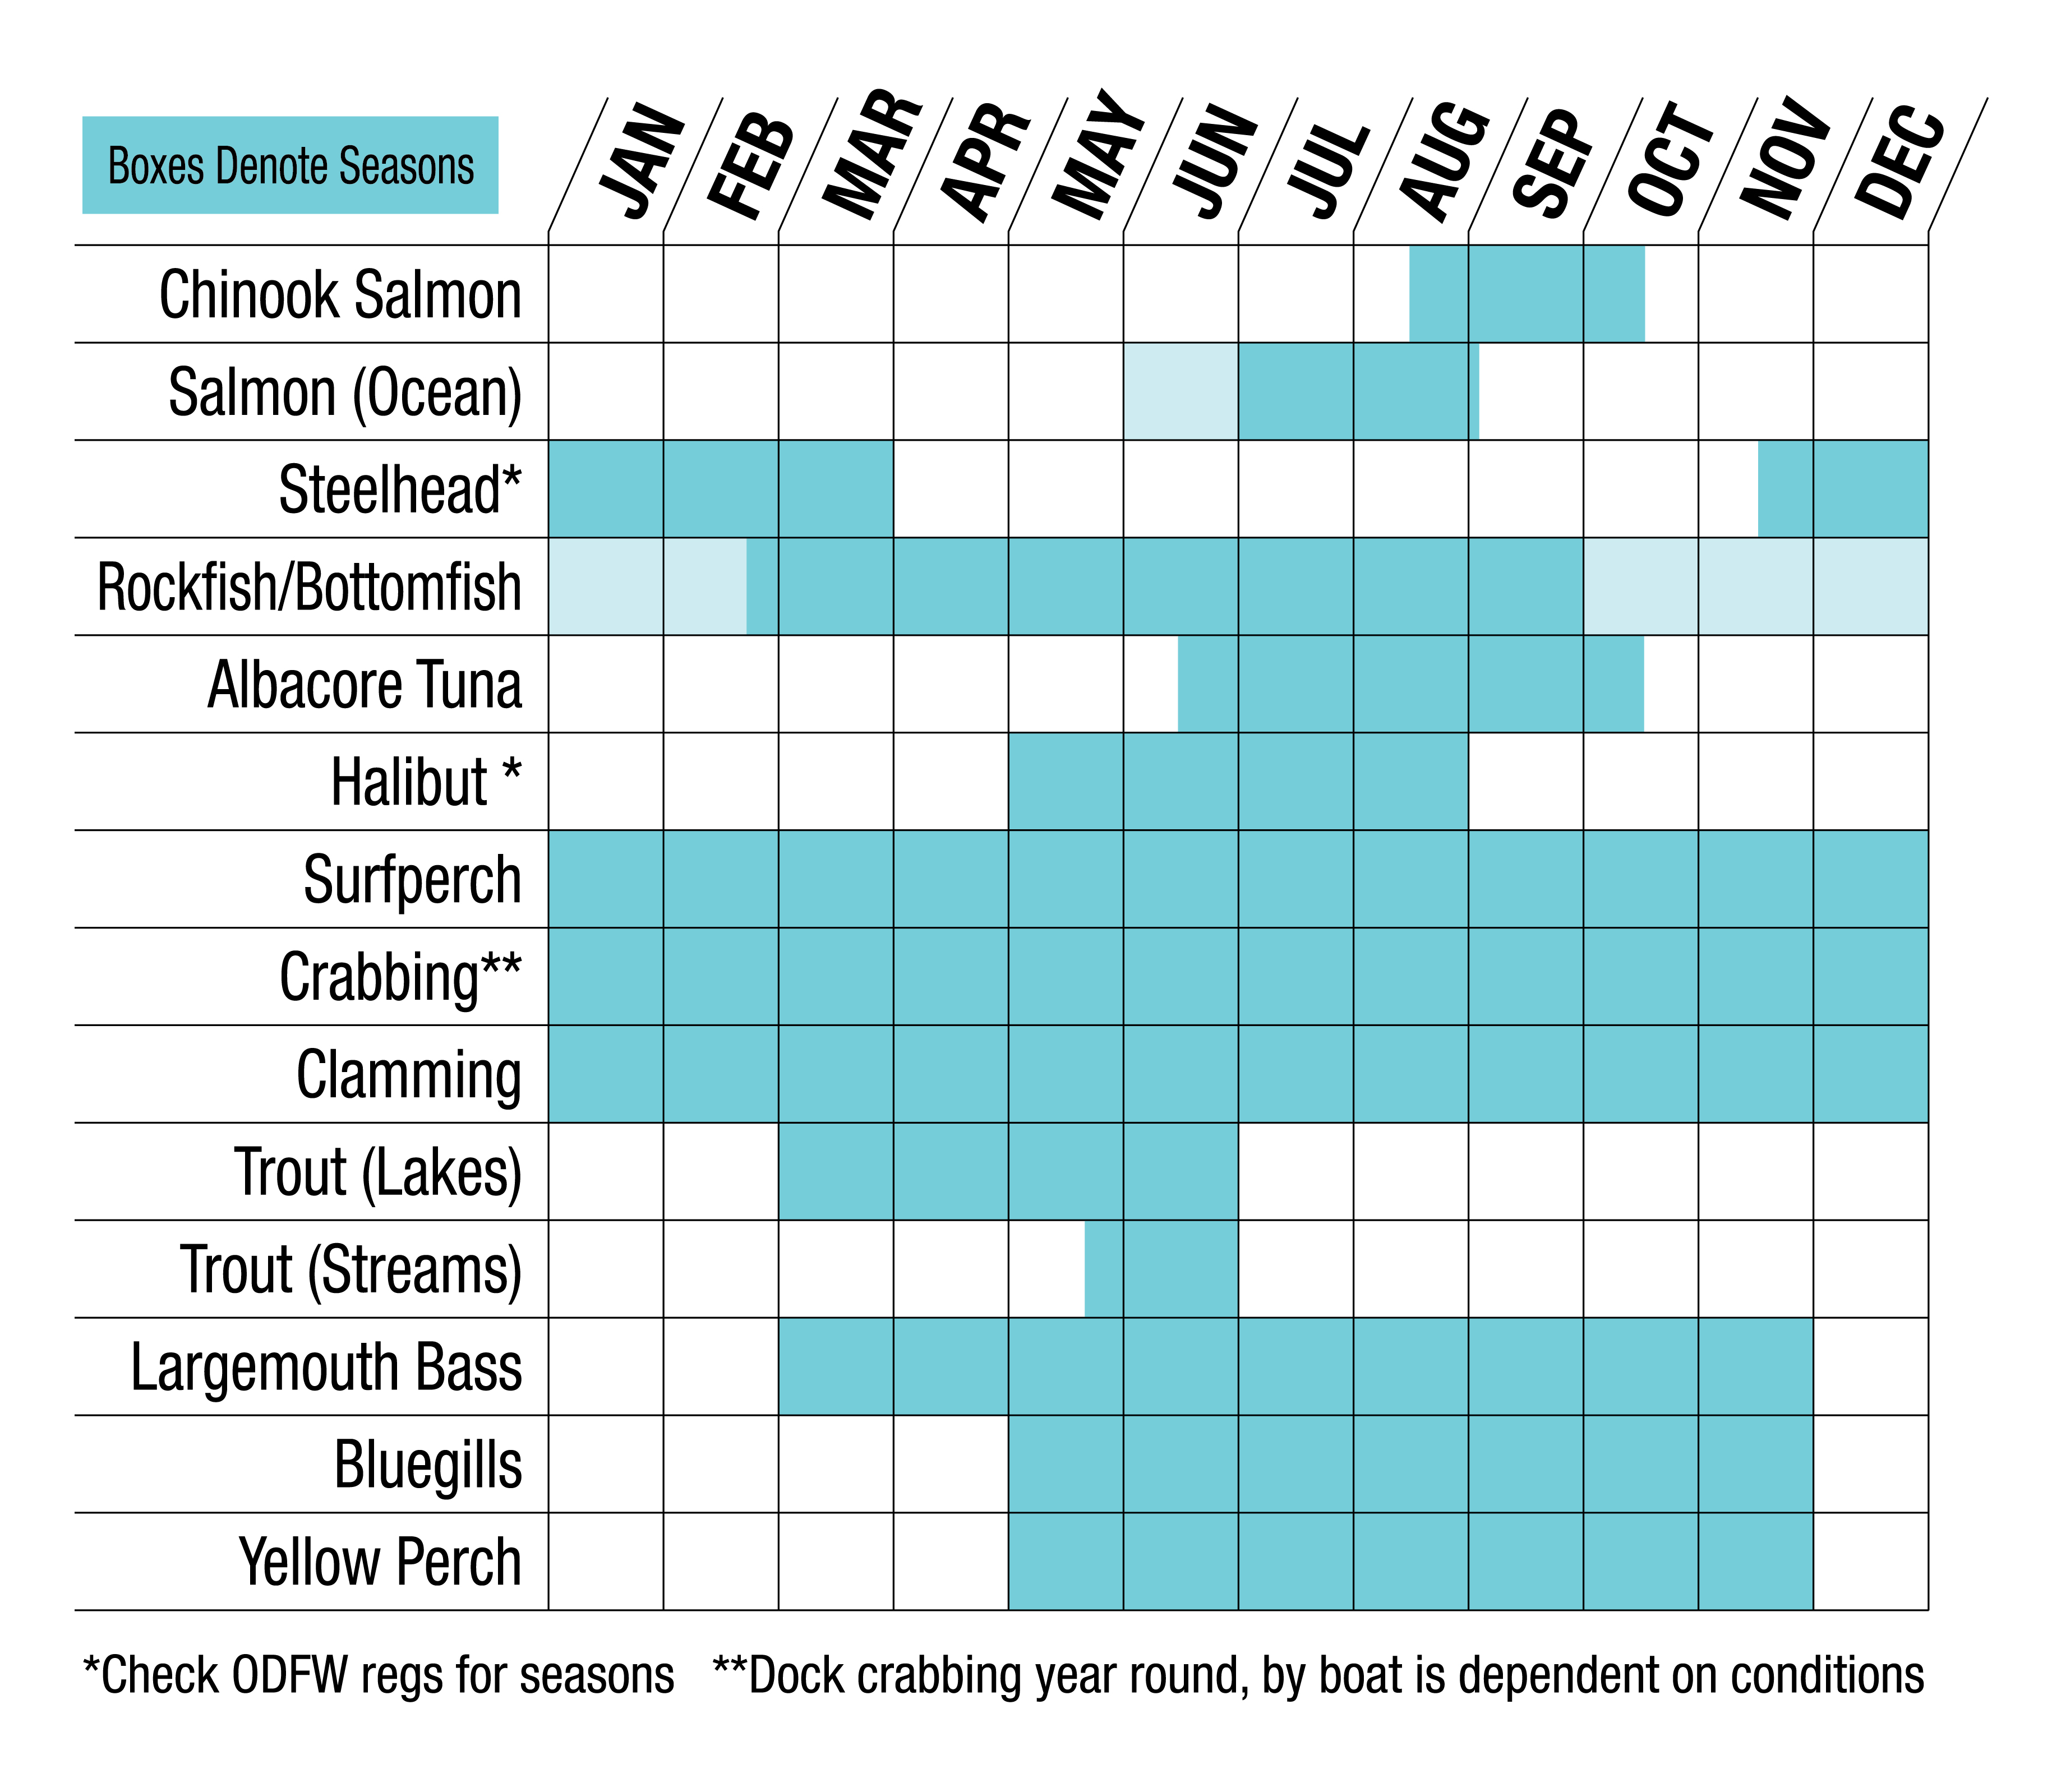 JAN FEB MAR APR MAY JUN JUL AUG SEP OCT NOV DEC
Boxes Denote Seasons
Chinook Salmon
Salmon (Ocean)
Steelhead*
Rockfish/Bottomfish
Albacore Tuna
Halibut *
Surfperch
Crabbing**
Clamming
Trout (Lakes)
Trout (Streams)
Largemouth Bass
Bluegills
Yellow Perch
*Check ODFW regs for seasons **Dock crabbing year round, by boat is dependent on conditions